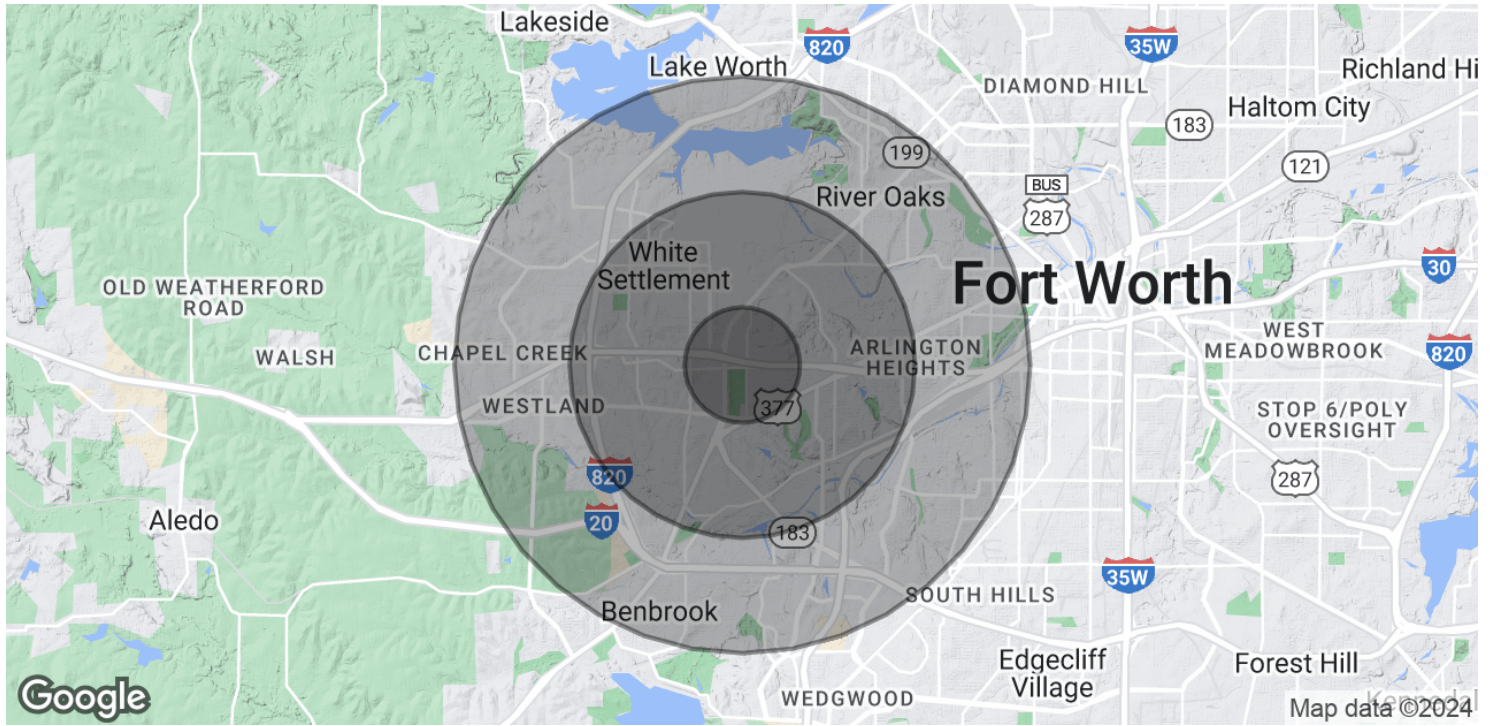 Lakeside
820
35W
Lake Worth
Richland Hi
DIAMOND HILL
Haltom City
183
199
121
BUS
287
River Oaks
White
Settlement
Fort Worth
30
OLD WEATHERFORD
ROAD
WALSH
CHAPEL CREEK
ARLINGTON
HEIGHTS
WEST
MEADOWBROOK
820
WESTLAND
377
STOP 6/POLY
OVERSIGHT
820
287
20
Aledo
183
35W
SOUTH HILLS
Benbrook
Edgecliff
Village
Forest Hill
WEDGWOOD
Google
Kennedal
Map data ©2024